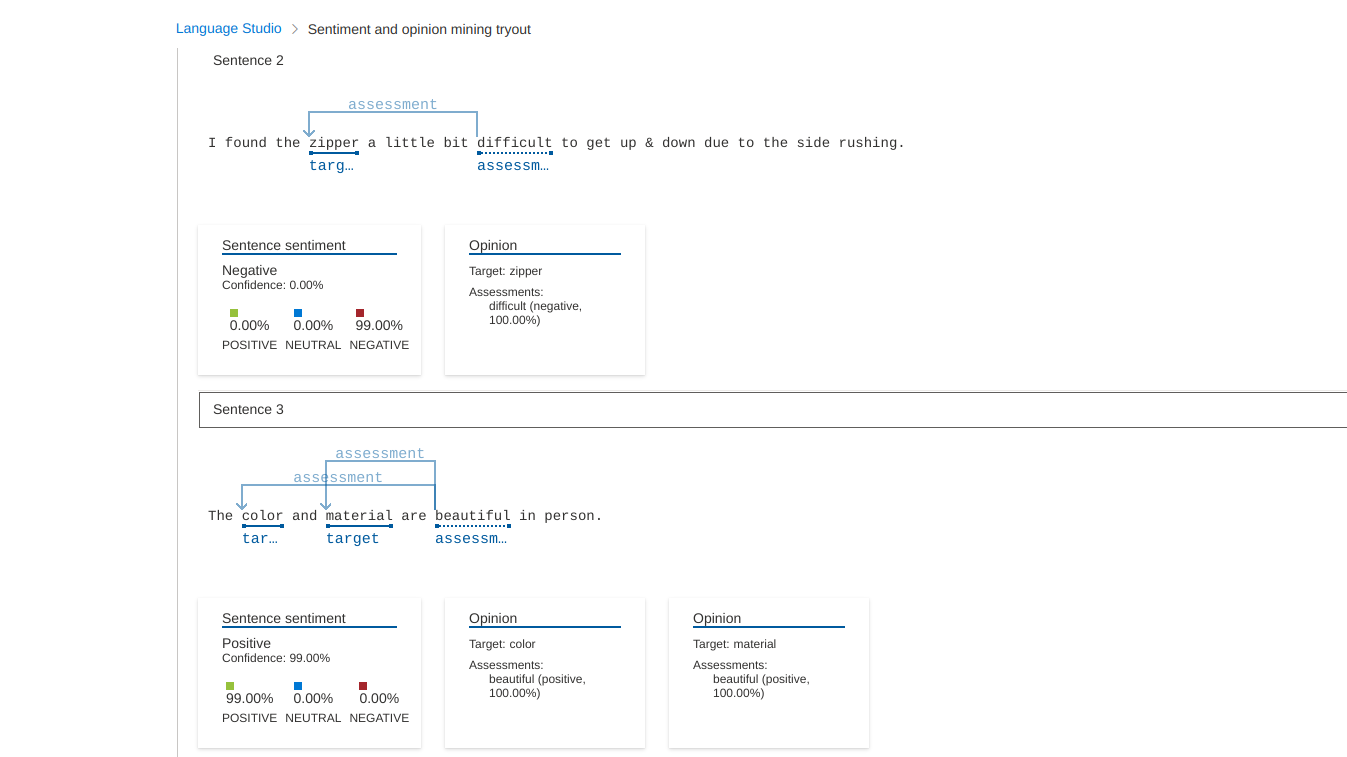 Language Studio > Sentiment and opinion mining tryout
Sentence 2
assessment
I found the zipper a little bit difficult to get up & down due to the side rushing.
targ… assessm…
Sentence sentiment
Negative
Confidence: 0.00%
0.00% 0.00% 99.00%
POSITIVE NEUTRAL NEGATIVE
Opinion
Target: zipper
Assessments:
difficult (negative,
100.00%)
Sentence 3
assessment
assessment
The color and material are beautiful in person.
tar… target assessm…
Sentence sentiment
Positive
Confidence: 99.00%
99.00% 0.00% 0.00%
POSITIVE NEUTRAL NEGATIVE
Opinion
Target: color
Assessments:
beautiful (positive,
100.00%)
Opinion
Target: material
Assessments:
beautiful (positive,
100.00%)